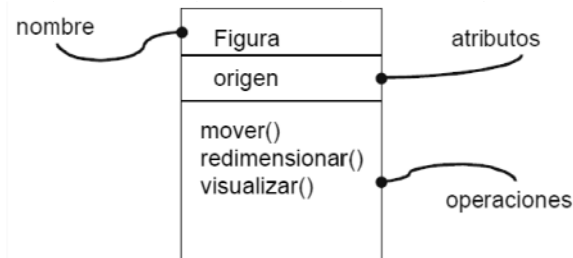 nombre
Figura
atributos
origen
mover()
redimensionar()
visualizar()
operaciones